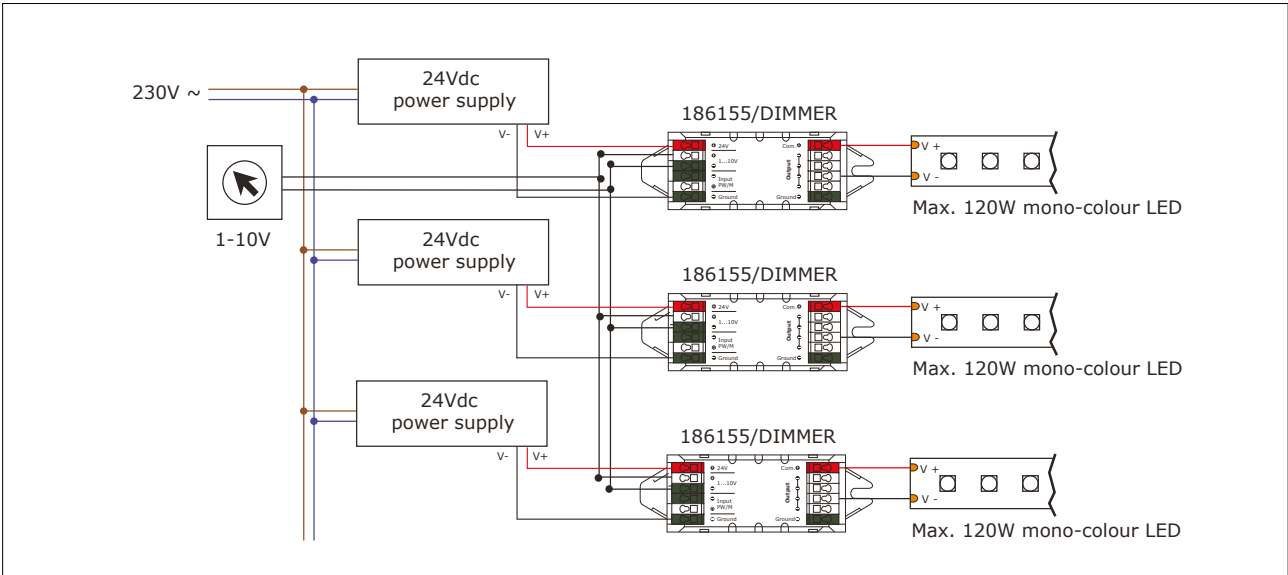 24Vdc
power supply
230V ~
V- V+
186155/DIMMER
24V
1...10V
Input
PW/M
Ground
Com.
Output
Ground
V +
V -
Max. 120W mono-colour LED
1-10V
24Vdc
power supply
V- V+
186155/DIMMER
24V
1...10V
Input
PW/M
Ground
Com.
Output
Ground
V +
V -
Max. 120W mono-colour LED
24Vdc
power supply
V- V+
186155/DIMMER
24V
1...10V
Input
PW/M
Ground
Com.
Output
Ground
V +
V -
Max. 120W mono-colour LED